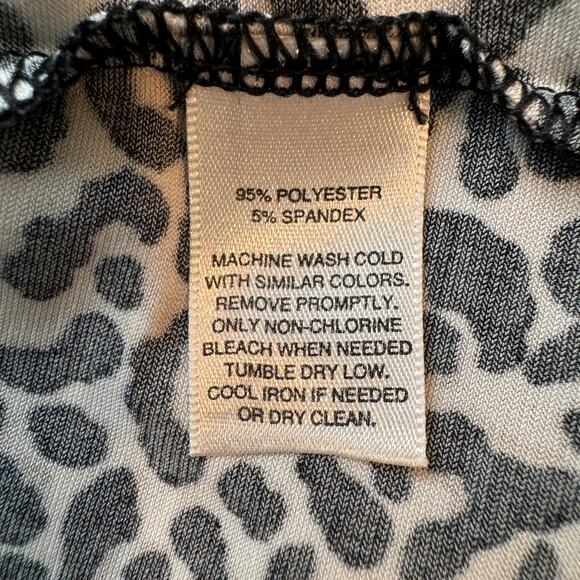 95% POLYESTER
5% SPANDEX
MACHINE WASH COLD
WITH SIMILAR COLORS.
REMOVE PROMPTLY.
ONLY NON-CHLORINE
BLEACH WHEN NEEDED
TUMBLE DRY LOW.
COOL IRON IF NEEDED
OR DRY CLEAN.